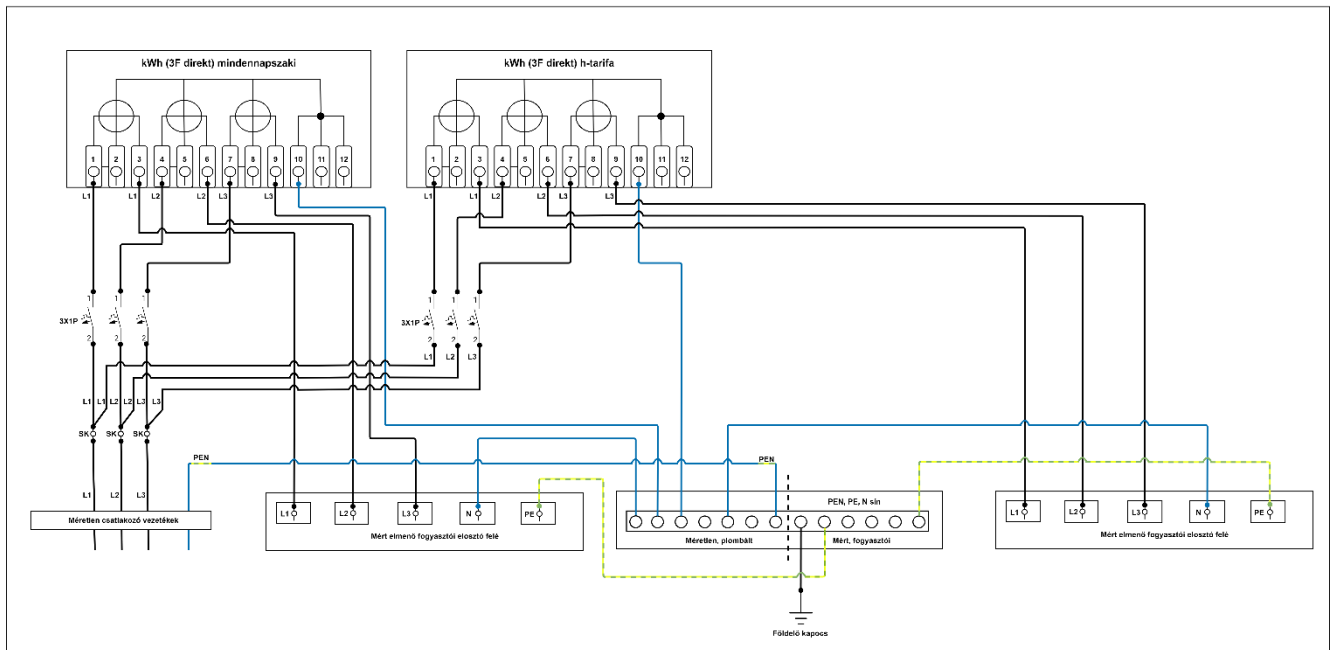 kWh (3F direkt) mindennapszaki
kWh (3F direkt) h-tarifa
1 2 3 4 5 6 7 8 9 10 11 12
1 2 3 4 5 6 7 8 9 10 11 12
L1 L1 L2 L2 L3 L3
L1 L1 L2 L2 L3 L3
1 1 1
3X1P
2 2 2
1 1 1
3X1P
2 2 2
L1 L2 L3
L1 L1 L2 L2 L3 L3
SK SK SK
PEN
PEN
L1 L2 L3
Méretlen csatlakozó vezetékek
L1 L2 L3 N PE
Mért elmenő fogyasztói elosztó felé
PEN, PE, N sín
Méretlen, plombált
Mért, fogyasztói
L1 L2 L3 N PE
Mért elmenő fogyasztói elosztó felé
Földelő kapocs